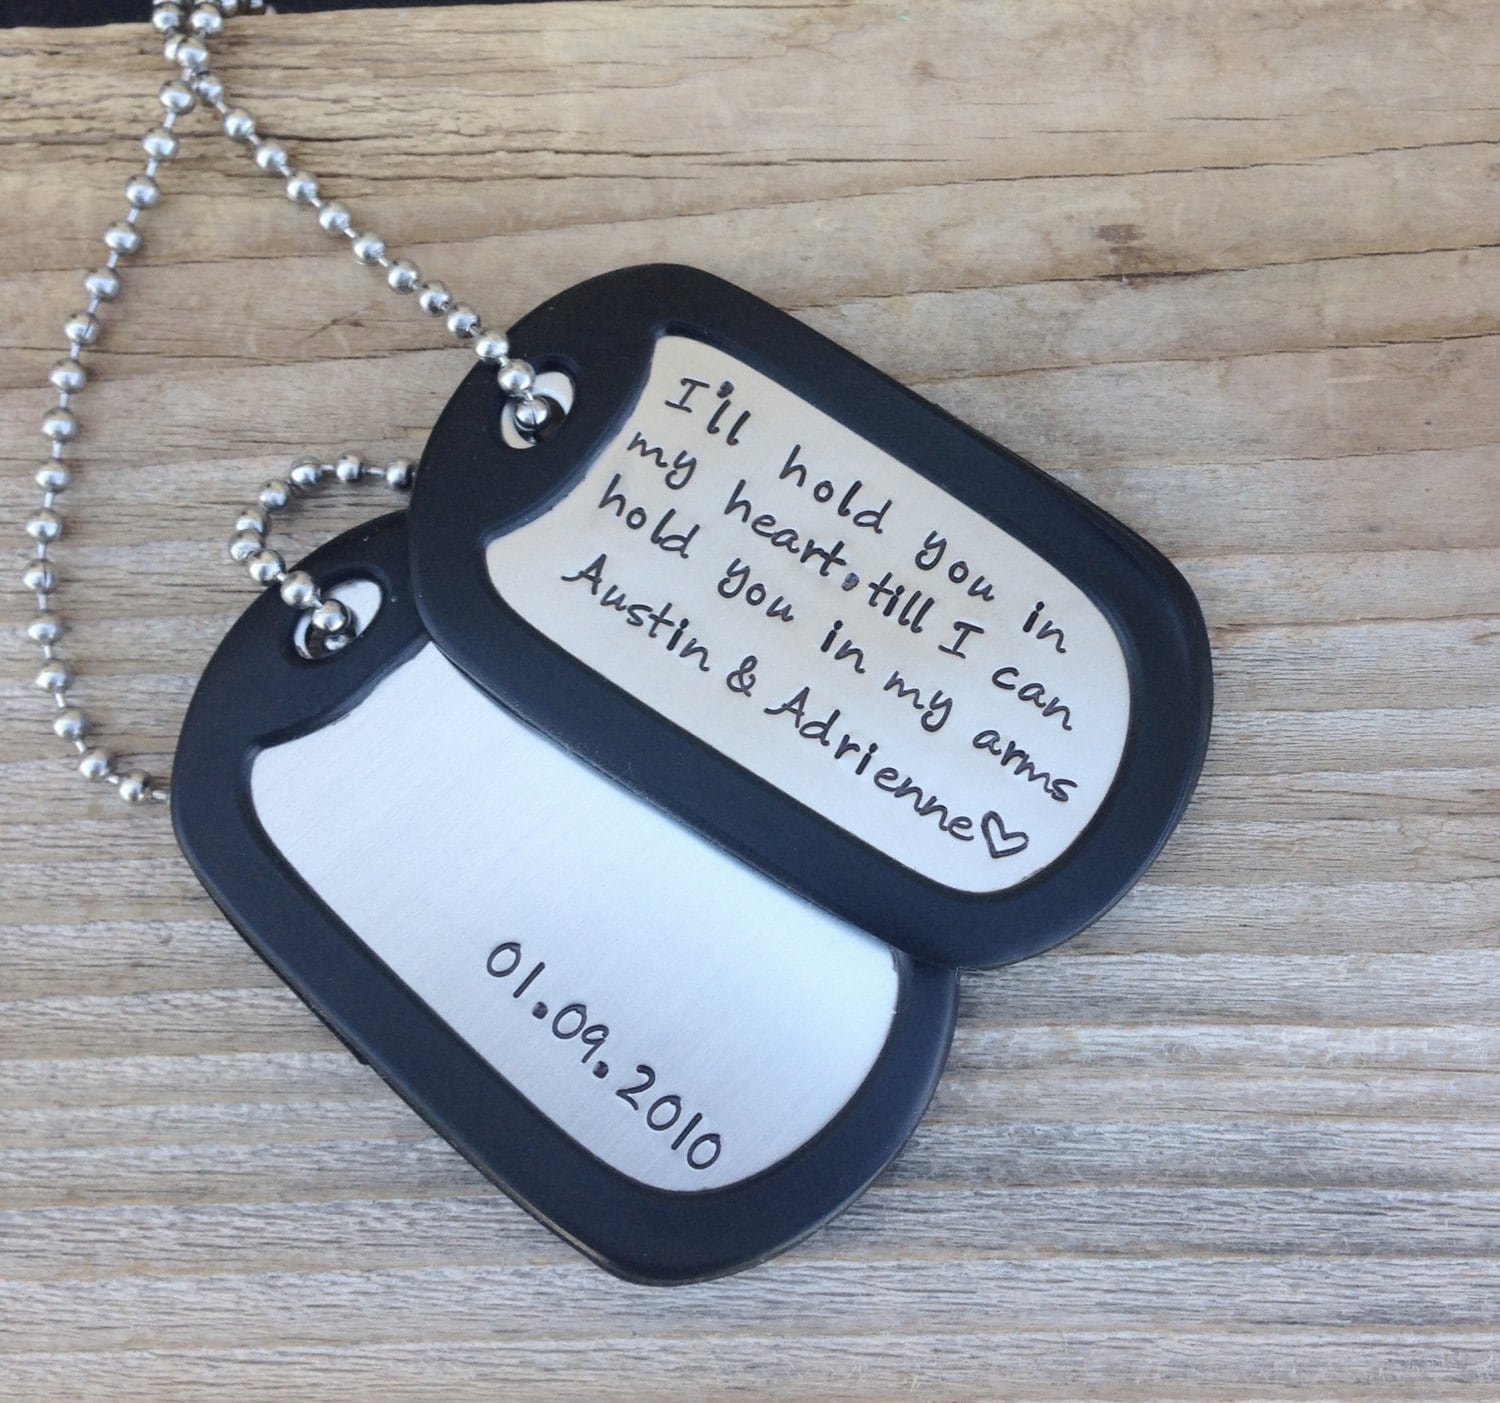 I'll hold you in
my heart,till I can
hold you in my arms
Austin & Adrienne♡
01.09.2010